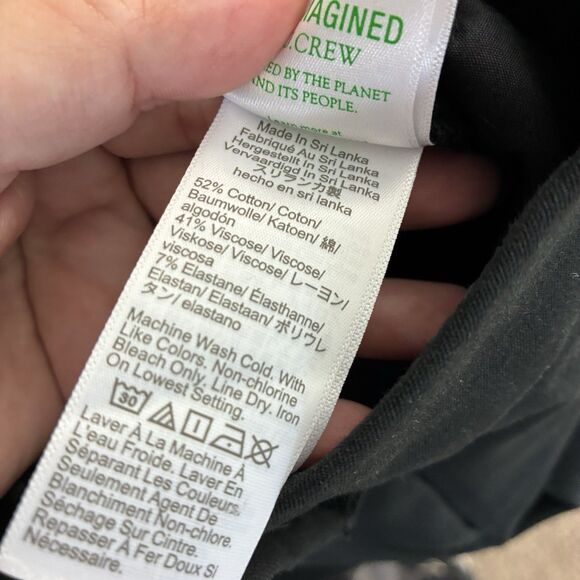 AGINED
.CREW
ED BY THE PLANET
ND ITS PEOPLE.
Learn more at
Made In Sri Lanka
Fabriqué Au Sri Lanka
Hergestellt in Sri Lanka
Vervaardigd in Sri Lanka
スリランカ製
hecho en sri lanka
52% Cotton/ Coton/
Baumwolle/ Katoen/ 綿/
algodón
41% Viscose/ Viscose/
Viskose/ Viscose/ レーヨン/
viscosa
7% Elastane/ Élasthanne/
Elastan/ Elastaan/ ポリウレ
タン/ elastano
Machine Wash Cold. With
Like Colors. Non-chlorine
Bleach Only. Line Dry. Iron
On Lowest Setting.
30
Laver À La Machine À
L'eau Froide. Laver En
Séparant Les Couleurs.
Seulement Agent De
Blanchiment Non-chlore.
Séchage Sur Cintre.
Repasser À Fer Doux Si
Nécessaire.